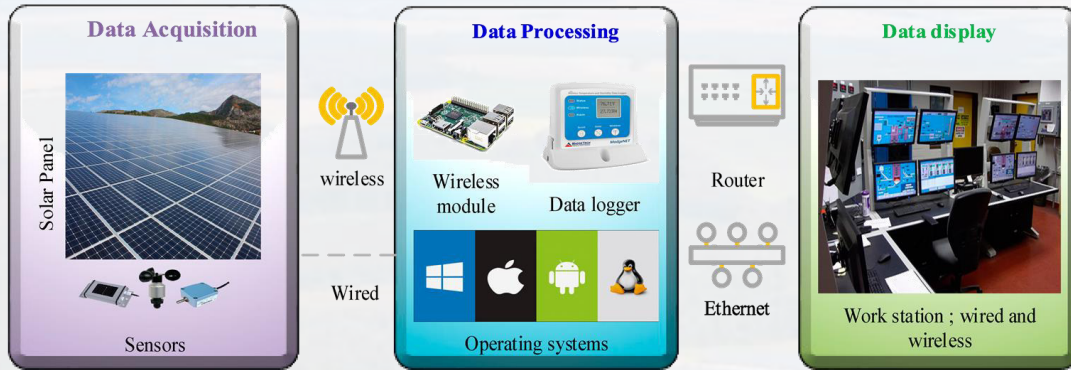 Data Acquisition
Solar Panel
Sensors
wireless
Wired
Data Processing
Wireless
module
Data logger
Operating systems
Router
Ethernet
Data display
Work station ; wired and
wireless